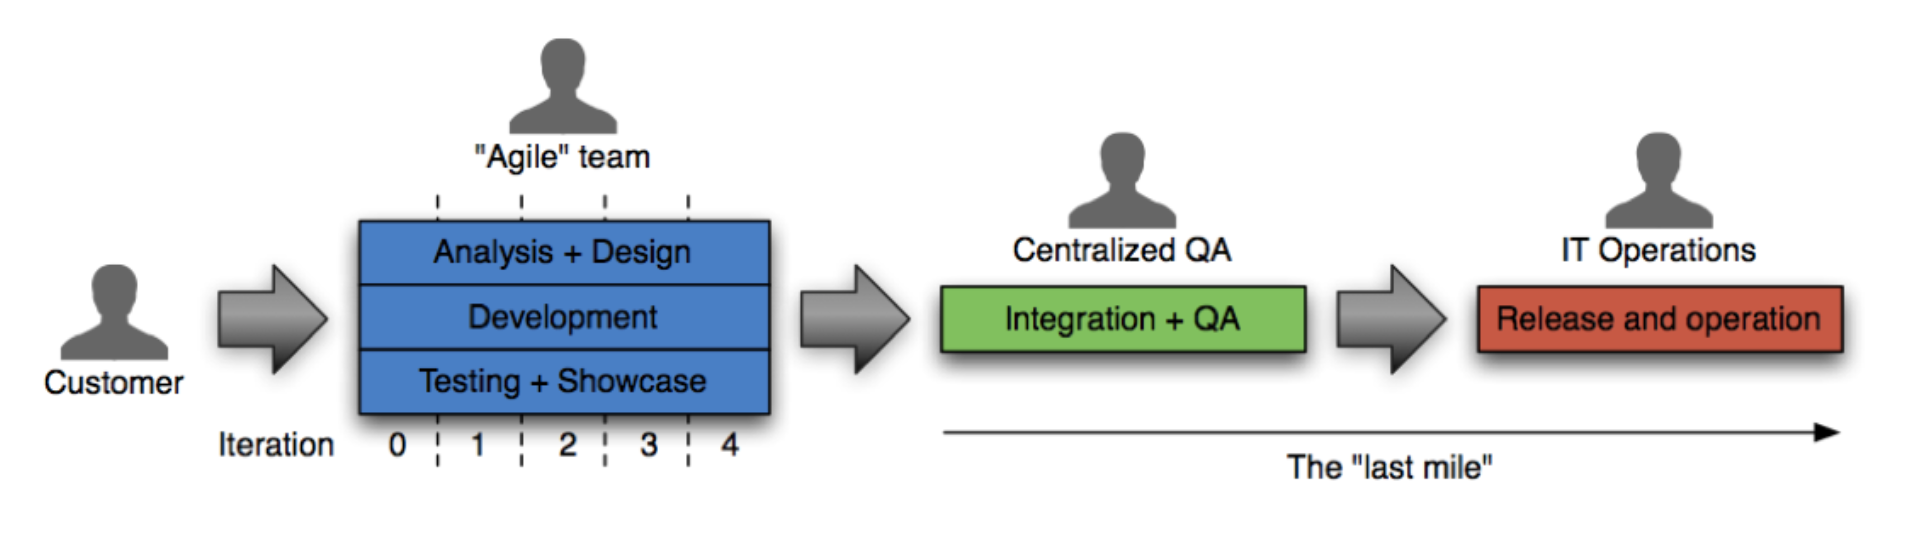 "Agile" team
Analysis + Design
Development
Testing + Showcase
Customer
Iteration 0 1 2 3 4
Centralized QA
Integration + QA
IT Operations
Release and operation
The "last mile"